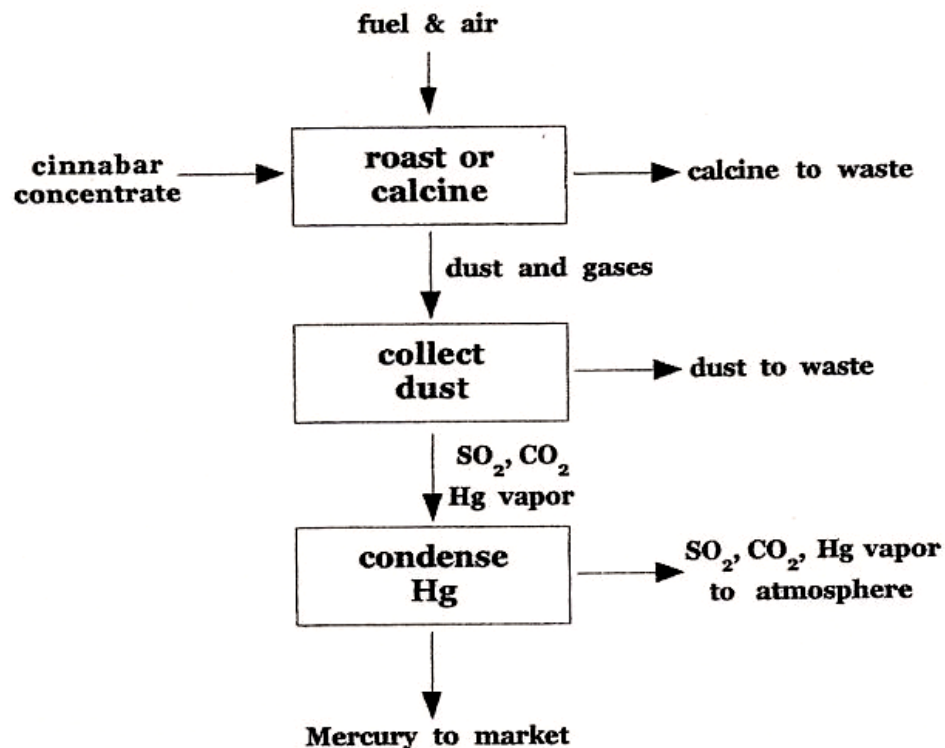 fuel & air
cinnabar
concentrate
roast or
calcine
calcine to waste
dust and gases
collect
dust
dust to waste
SO₂, CO₂
Hg vapor
condense
Hg
SO₂, CO₂, Hg vapor
to atmosphere
Mercury to market